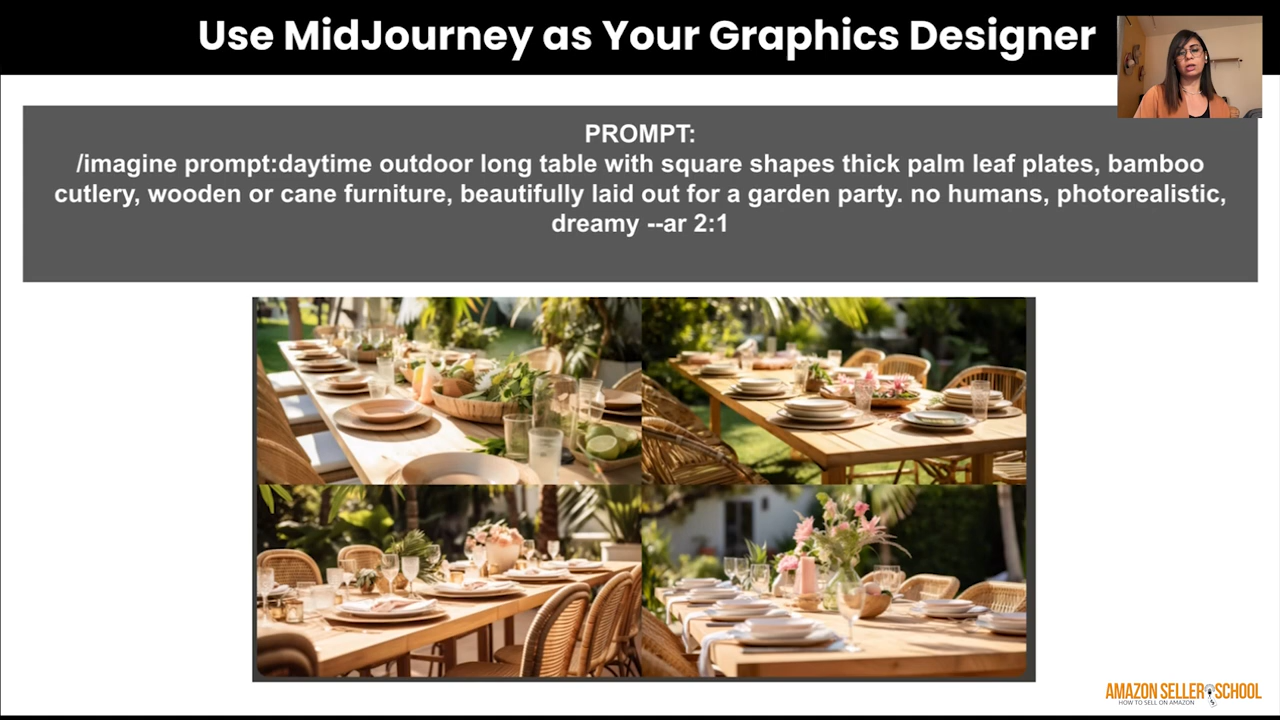 Use MidJourney as Your Graphics Designer
PROMPT:
/imagine prompt:daytime outdoor long table with square shapes thick palm leaf plates, bamboo
cutlery, wooden or cane furniture, beautifully laid out for a garden party. no humans, photorealistic,
dreamy --ar 2:1
AMAZON SELLER SCHOOL
HOW TO SELL ON AMAZON